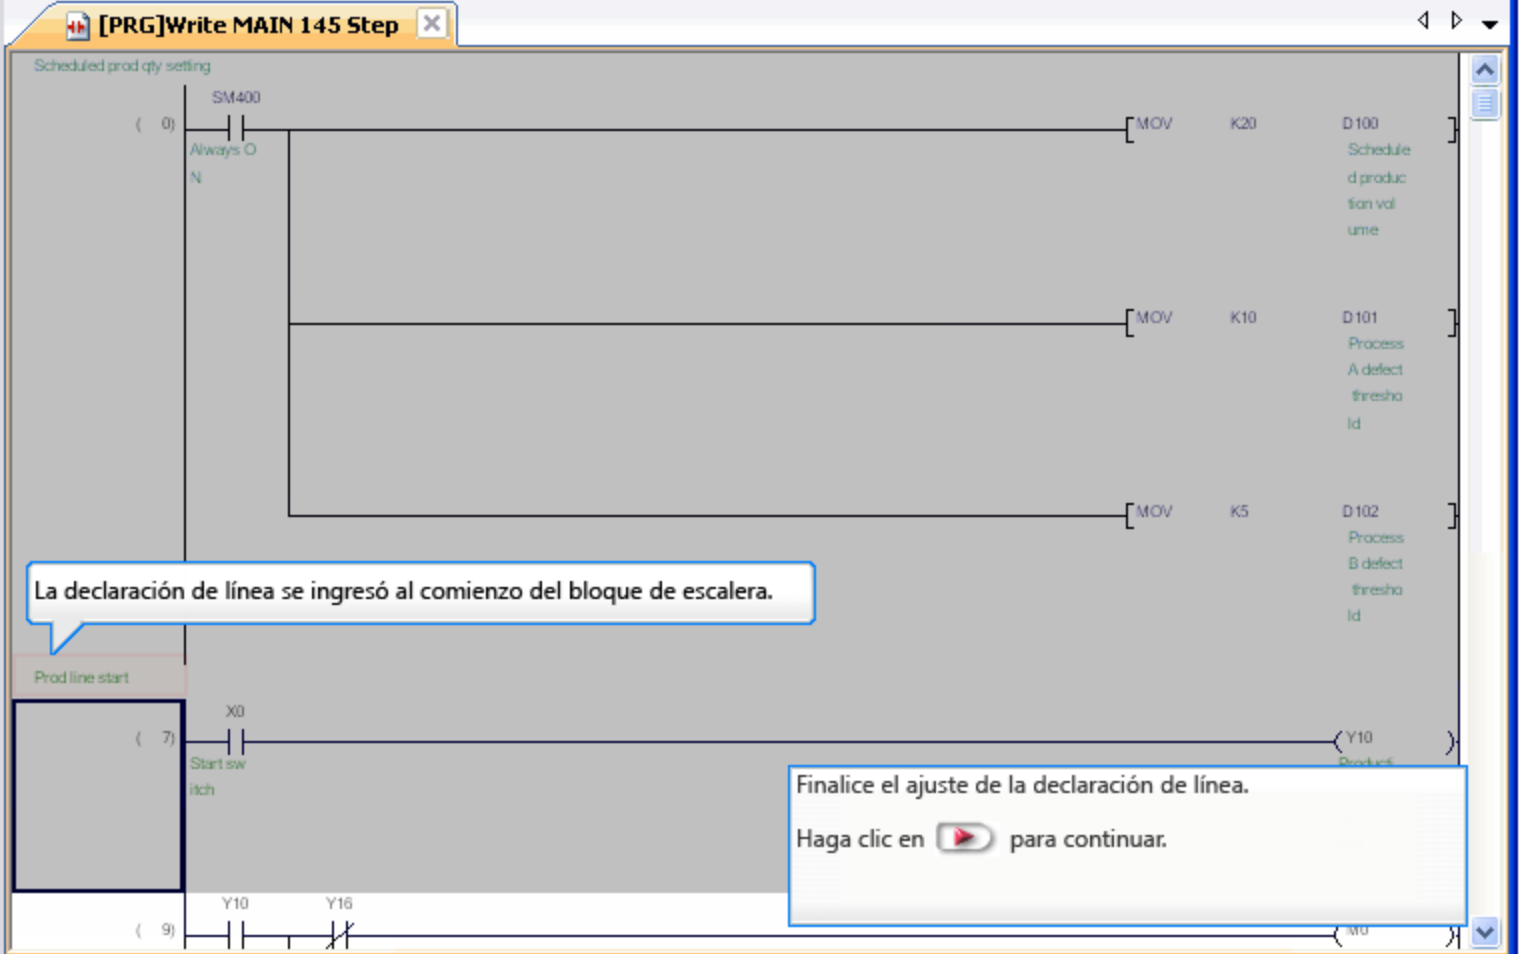 [PRG]Write MAIN 145 Step
Scheduled prod qty setting
SM400
( 0)
MOV K20 D100
Always O
N
Schedule
d produc
tion vol
ume
MOV K10 D101
Process
A defect
thresho
ld
MOV K5 D102
Process
B defect
thresho
ld
La declaración de línea se ingresó al comienzo del bloque de escalera.
Prod line start
X0
( 7)
Y10
Start sw
itch
Producti
Finalice el ajuste de la declaración de línea.
Haga clic en para continuar.
Y10 Y16
( 9)
M0